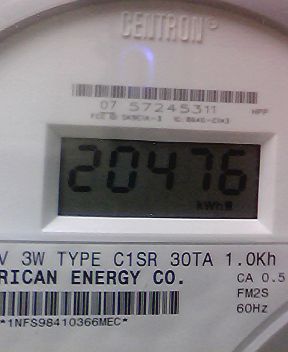 CENTRON®
07 57245311
HPP
20476
kWh
V 3W TYPE C1SR 30TA 1.0Kh
RICAN ENERGY CO.
CA 0.5
FM2S
60Hz
*1NFS98410366MEC*